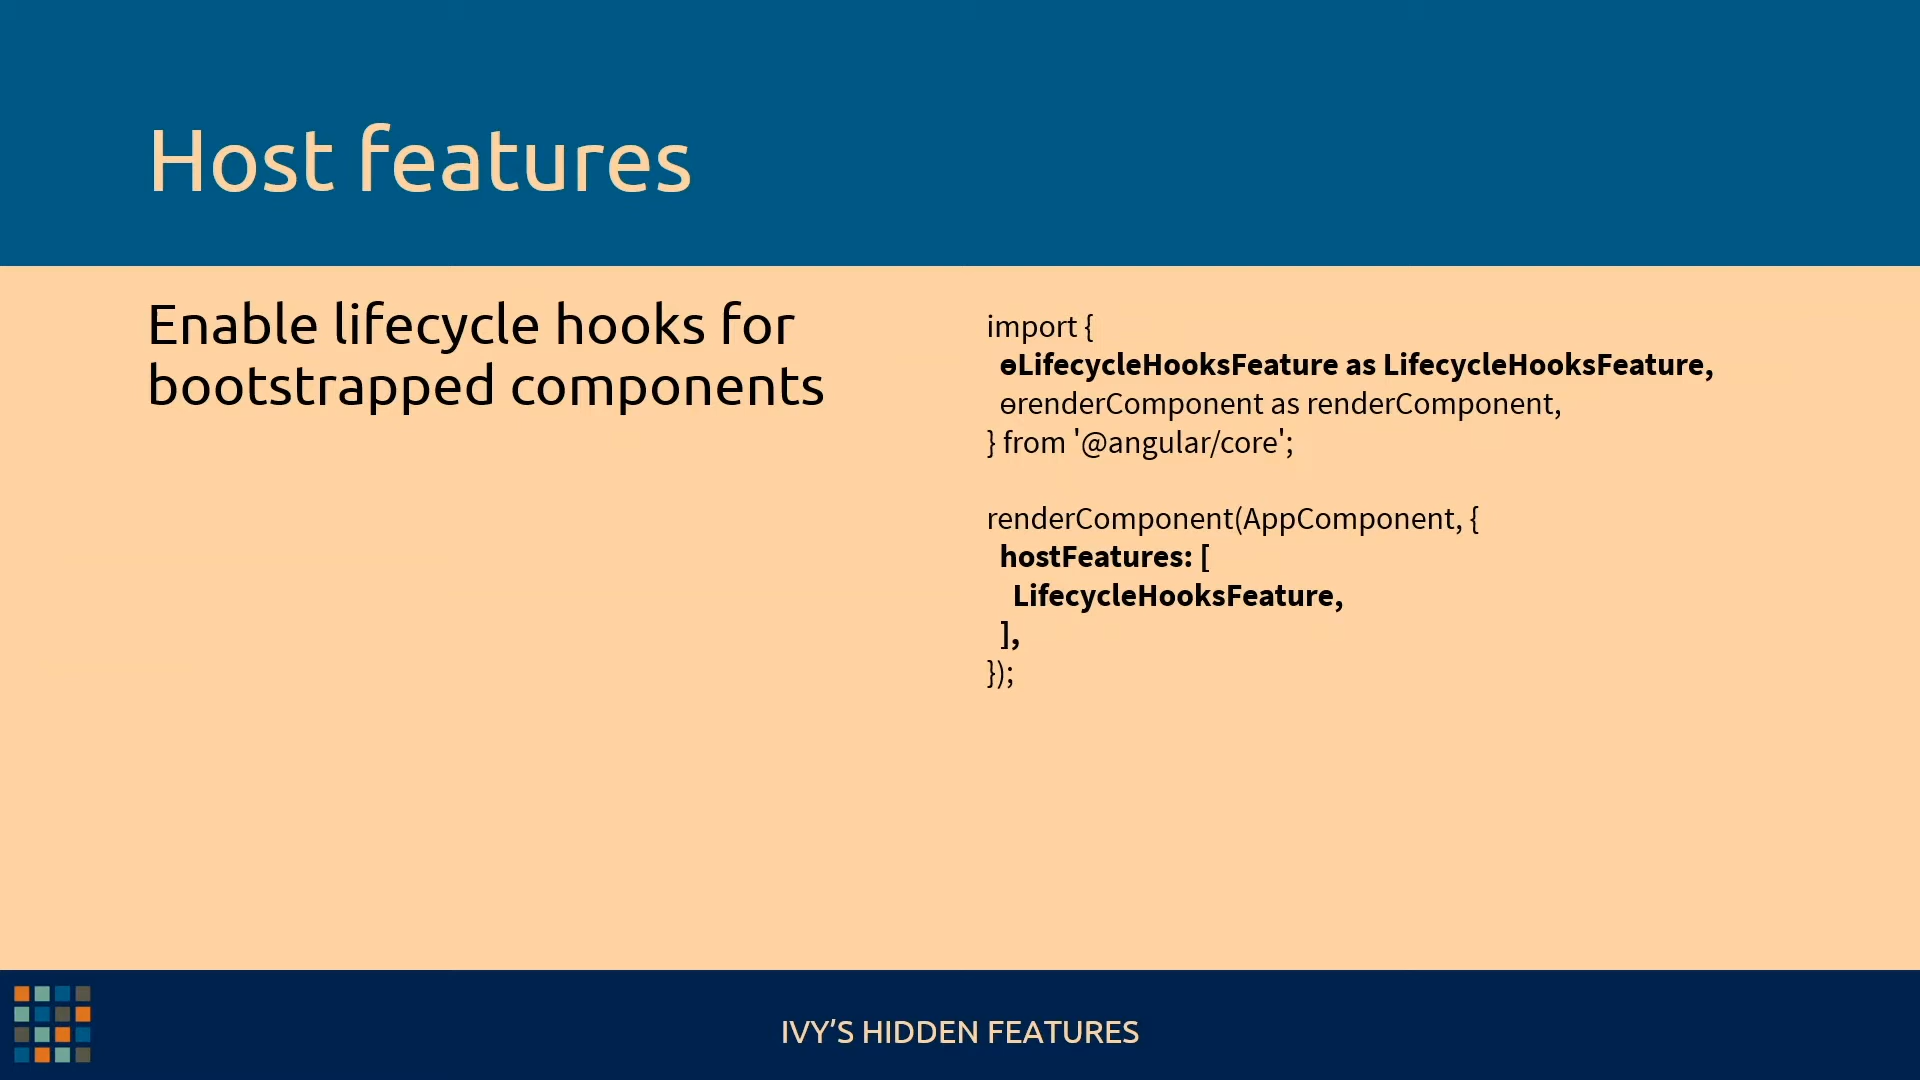 Host features
Enable lifecycle hooks for
bootstrapped components
import {
  ɵLifecycleHooksFeature as LifecycleHooksFeature,
  ɵrenderComponent as renderComponent,
} from '@angular/core';

renderComponent(AppComponent, {
  hostFeatures: [
    LifecycleHooksFeature,
  ],
});
IVY’S HIDDEN FEATURES